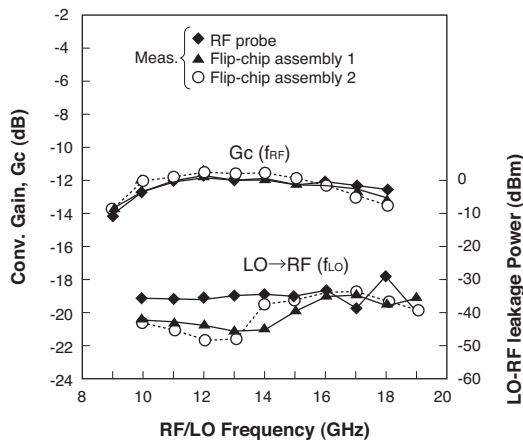 -2
-4
-6
-8
-10
-12
-14
-16
-18
-20
-22
-24
Conv. Gain, Gc (dB)
Meas.
RF probe
Flip-chip assembly 1
Flip-chip assembly 2
Gc (fRF)
LO→RF (fLO)
0
-10
-20
-30
-40
-50
-60
LO-RF leakage Power (dBm)
8 10 12 14 16 18 20
RF/LO Frequency (GHz)